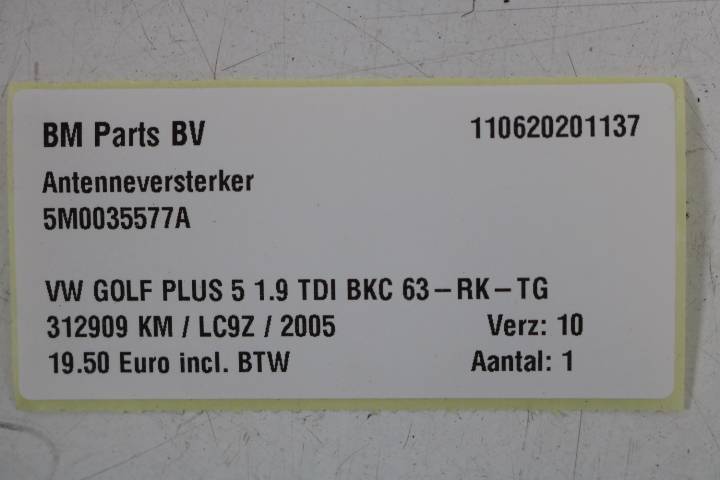 BM Parts BV 110620201137
Antenneversterker
5M0035577A
VW GOLF PLUS 5 1.9 TDI BKC 63-RK-TG
312909 KM / LC9Z / 2005 Verz: 10
19.50 Euro incl. BTW Aantal: 1